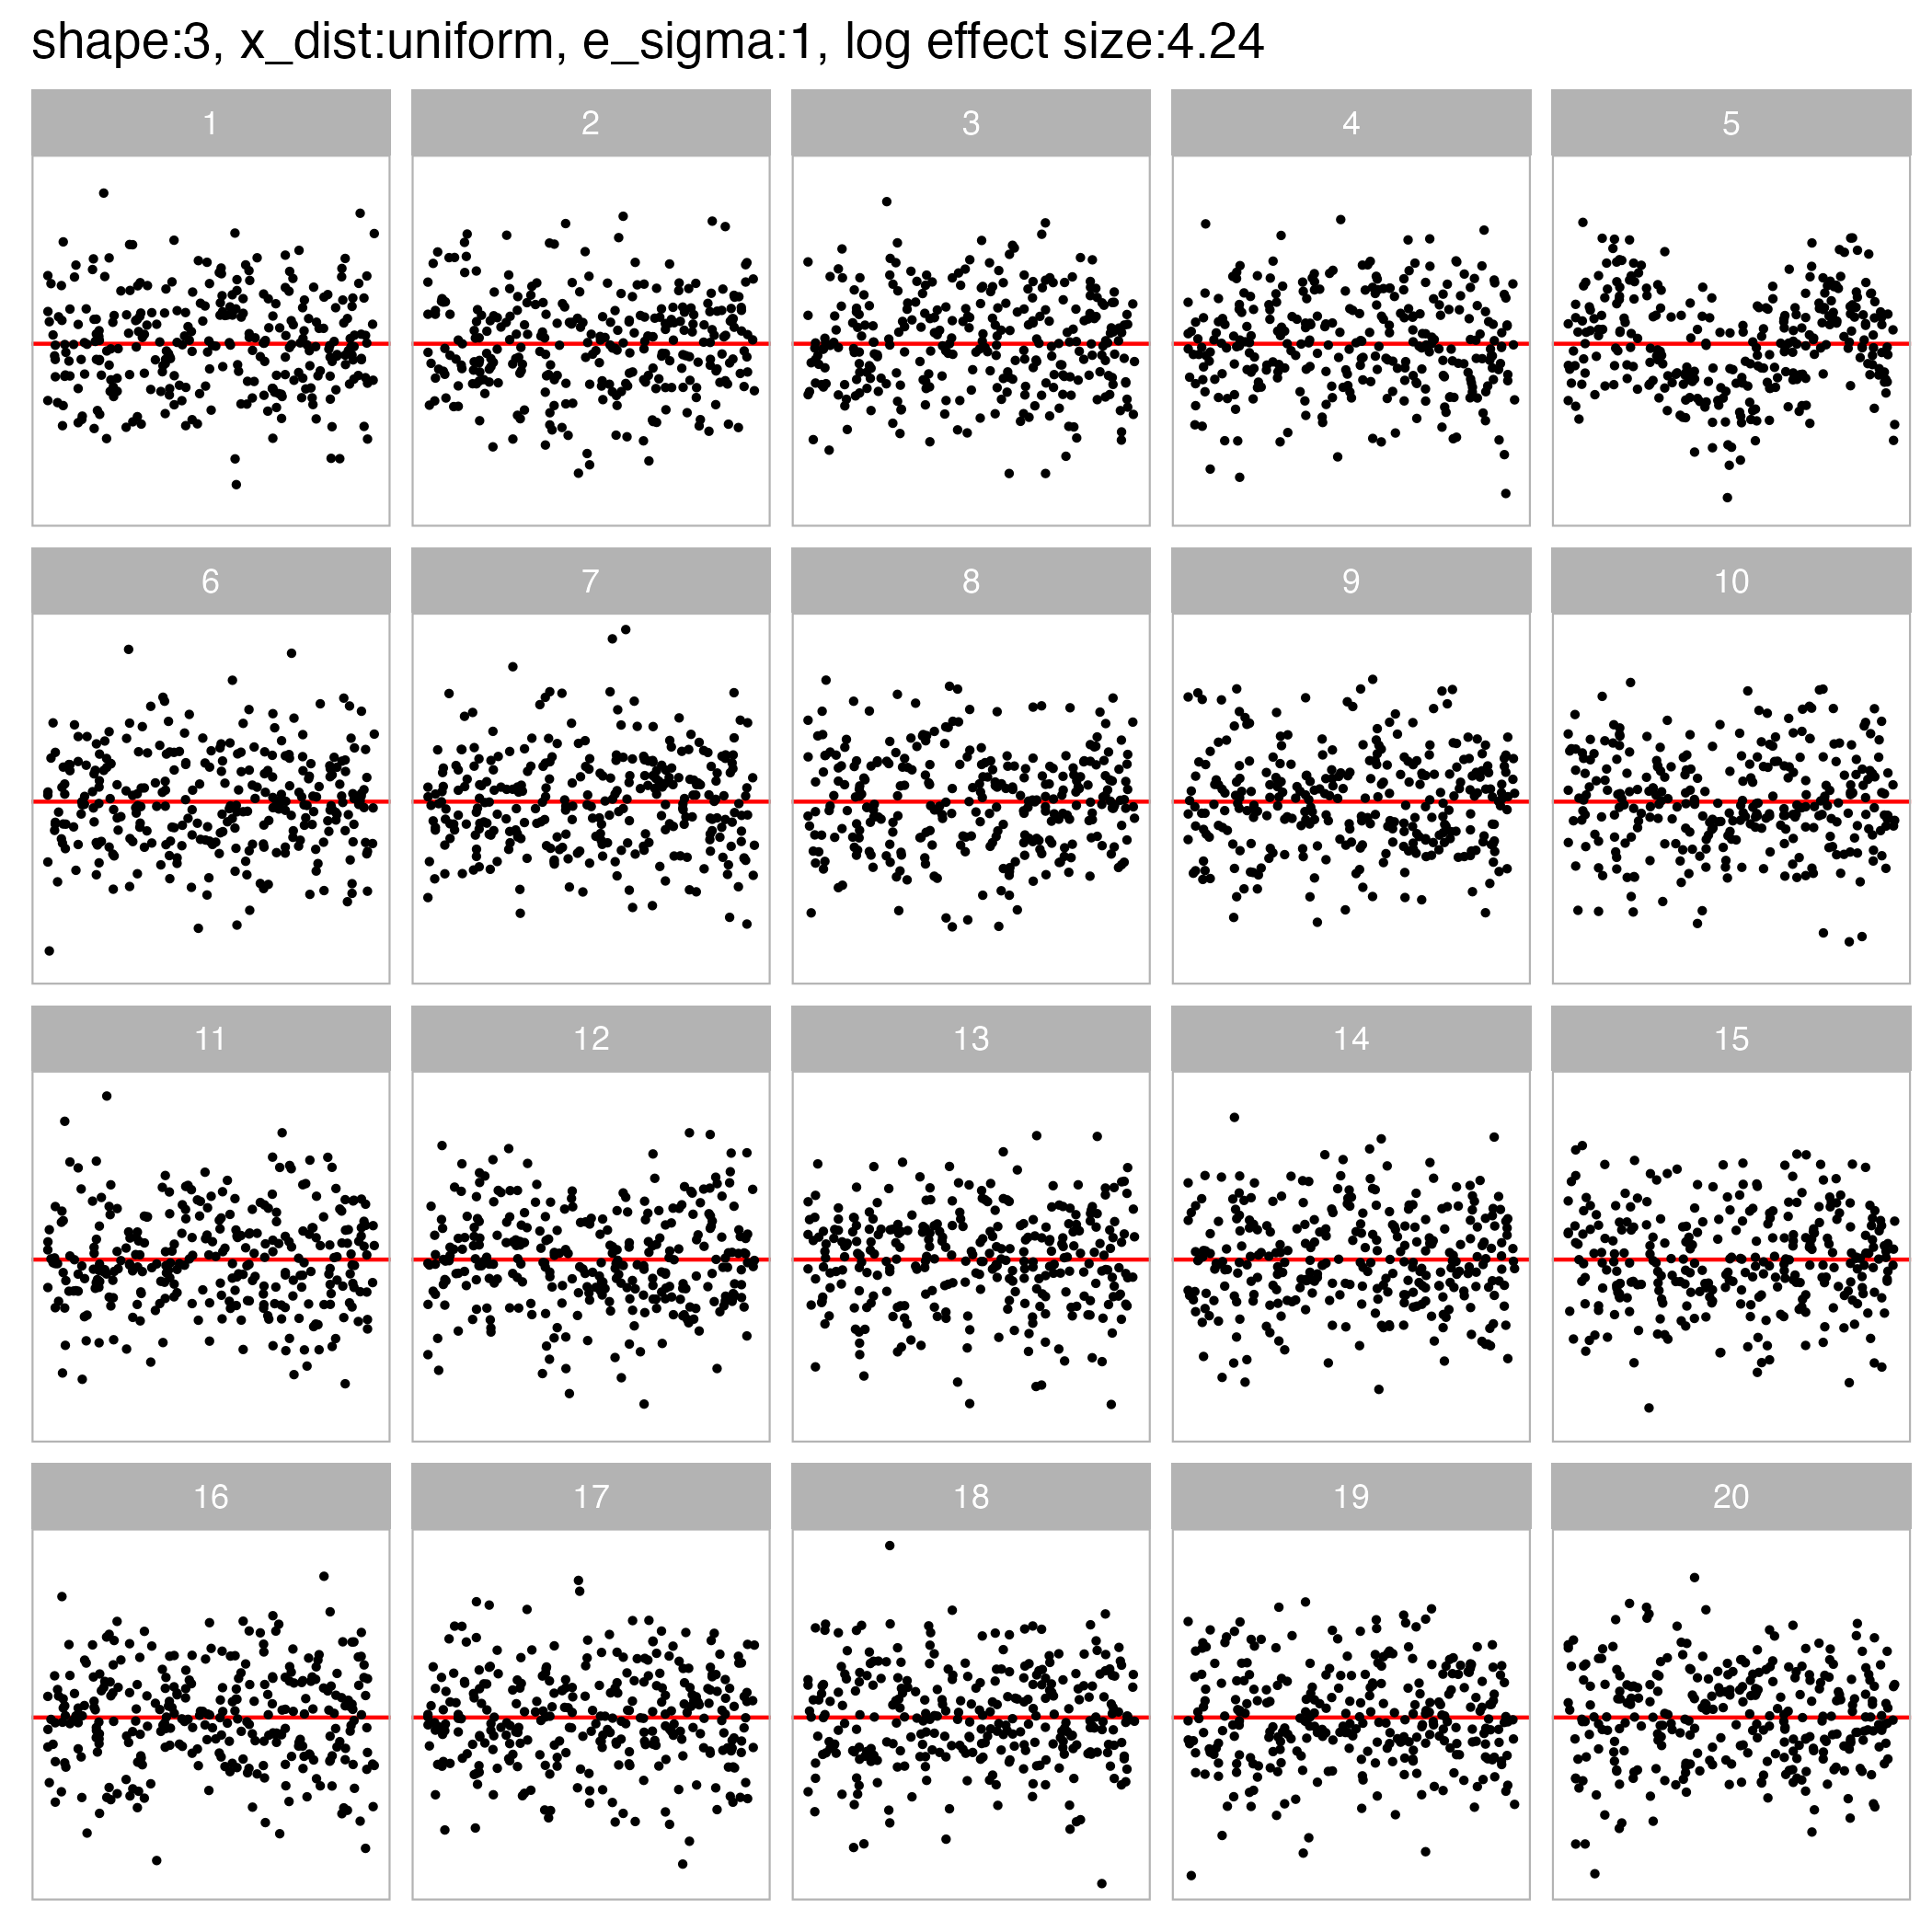 shape:3, x_dist:uniform, e_sigma:1, log effect size:4.24
1 2 3 4 5
6 7 8 9 10
11 12 13 14 15
16 17 18 19 20